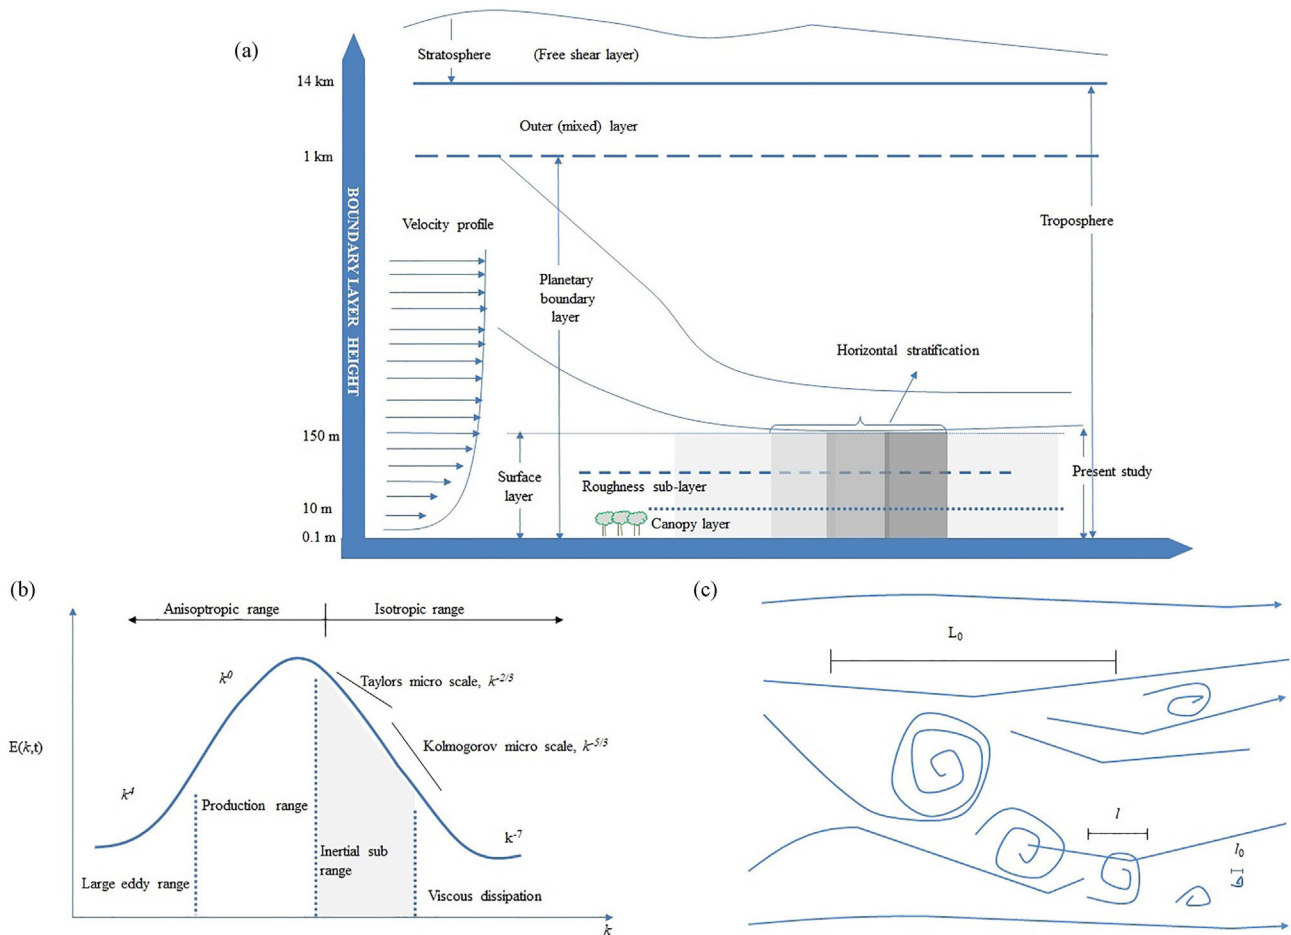 (a)
Stratosphere (Free shear layer)
14 km
Outer (mixed) layer
1 km
BOUNDARY LAYER HEIGHT
Velocity profile
Troposphere
Planetary
boundary
layer
Horizontal stratification
150 m
Surface
layer
Roughness sub-layer
Present study
10 m
Canopy layer
0.1 m
(b)
Anisoptropic range
Isotropic range
k⁰
Taylors micro scale, k⁻²/³
E(k,t)
Kolmogorov micro scale, k⁻⁵/³
k⁴
Production range
k⁻⁷
Inertial sub
range
Large eddy range
Viscous dissipation
k
(c)
L₀
l
l₀